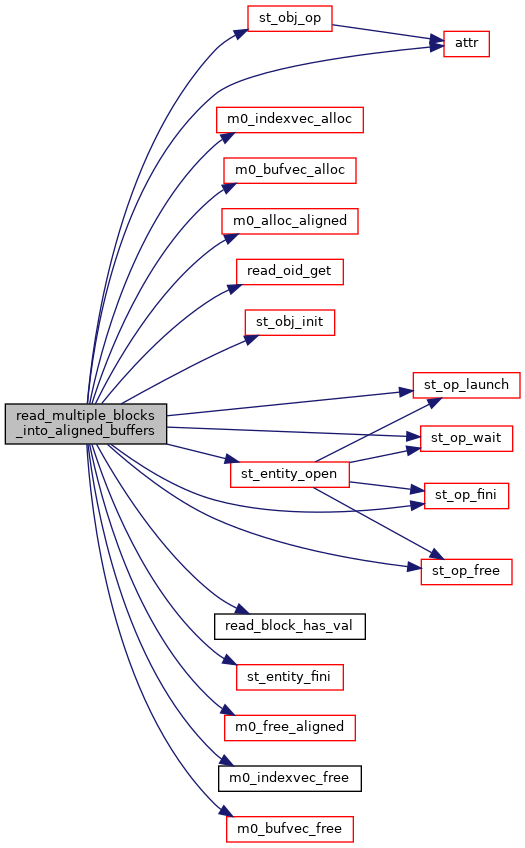 st_obj_op
attr
m0_indexvec_alloc
m0_bufvec_alloc
m0_alloc_aligned
read_oid_get
st_obj_init
st_op_launch
read_multiple_blocks
_into_aligned_buffers
st_op_wait
st_entity_open
st_op_fini
st_op_free
read_block_has_val
st_entity_fini
m0_free_aligned
m0_indexvec_free
m0_bufvec_free